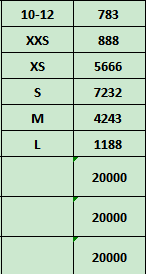 10-12 783
XXS 888
XS 5666
S 7232
M 4243
L 1188
20000
20000
20000